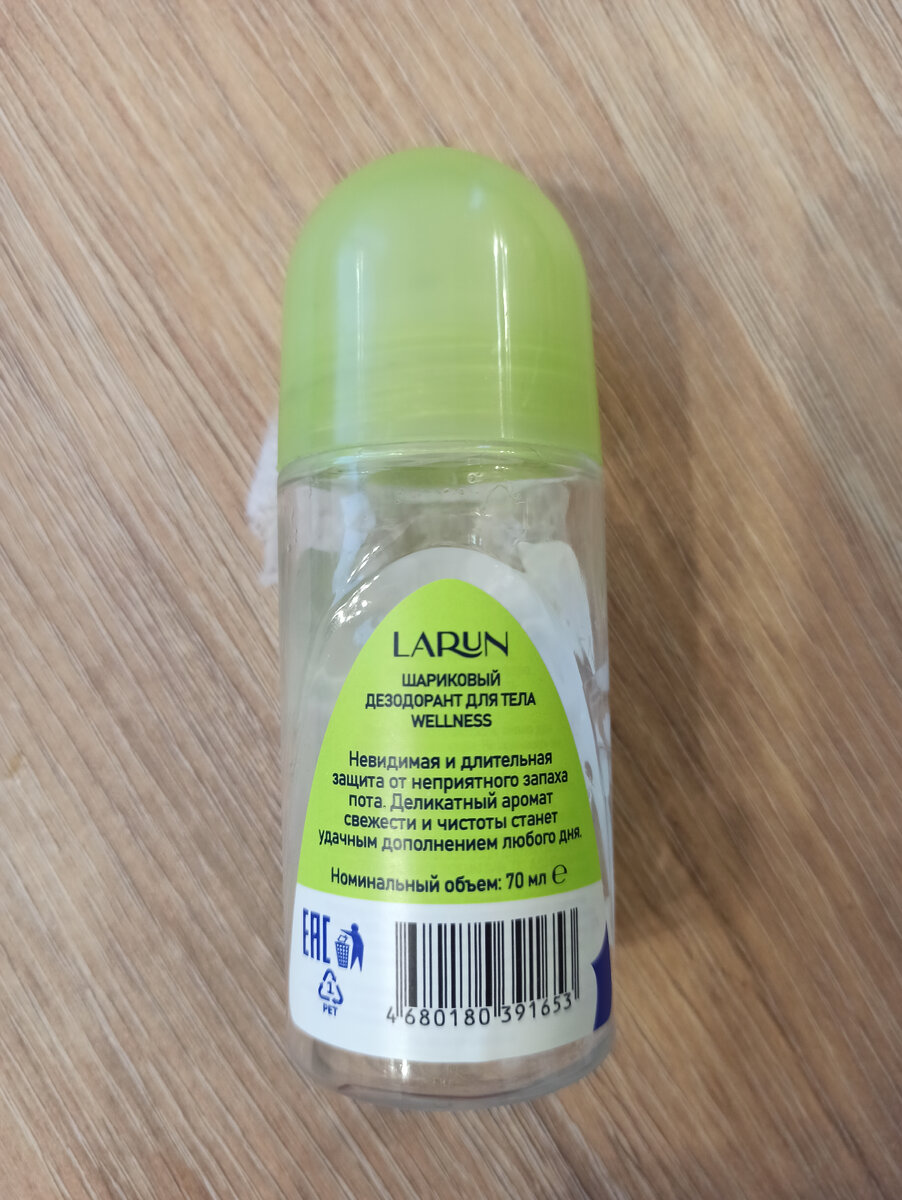 LARUN
ШАРИКОВЫЙ
ДЕЗОДОРАНТ ДЛЯ ТЕЛА
WELLNESS
Невидимая и длительная
защита от неприятного запаха
пота. Деликатный аромат
свежести и чистоты станет
удачным дополнением любого дня.
Номинальный объем: 70 мл ℮
EAC
1
PET
4 680180 391653